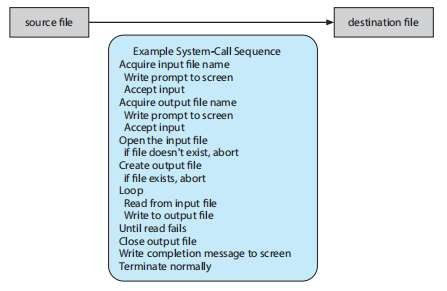 source file
destination file
Example System-Call Sequence
Acquire input file name
Write prompt to screen
Accept input
Acquire output file name
Write prompt to screen
Accept input
Open the input file
if file doesn't exist, abort
Create output file
if file exists, abort
Loop
Read from input file
Write to output file
Until read fails
Close output file
Write completion message to screen
Terminate normally